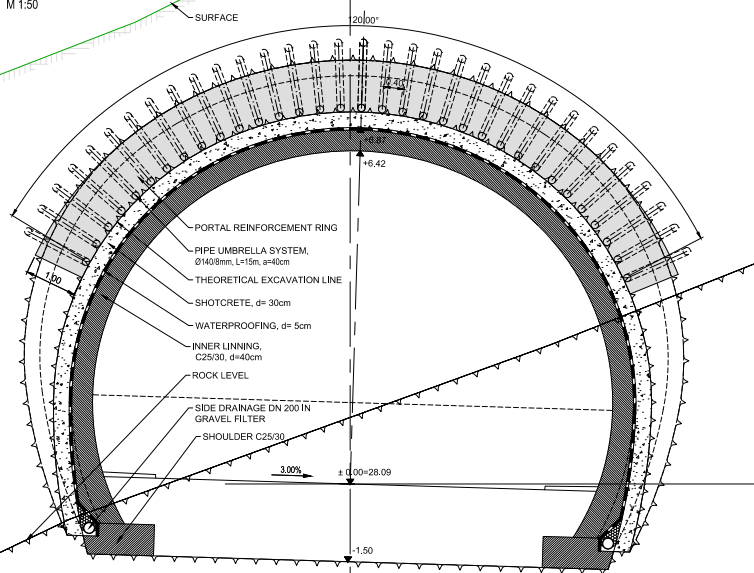 M 1:50
SURFACE
120.00°
0.40
+6.87
+6.42
PORTAL REINFORCEMENT RING
PIPE UMBRELLA SYSTEM,
Ø140/8mm, L=15m, a=40cm
THEORETICAL EXCAVATION LINE
1.00
SHOTCRETE, d= 30cm
WATERPROOFING, d= 5cm
INNER LINNING,
C25/30, d=40cm
ROCK LEVEL
SIDE DRAINAGE DN 200 IN
GRAVEL FILTER
SHOULDER C25/30
3.00%
± 0.00=28.09
-1.50